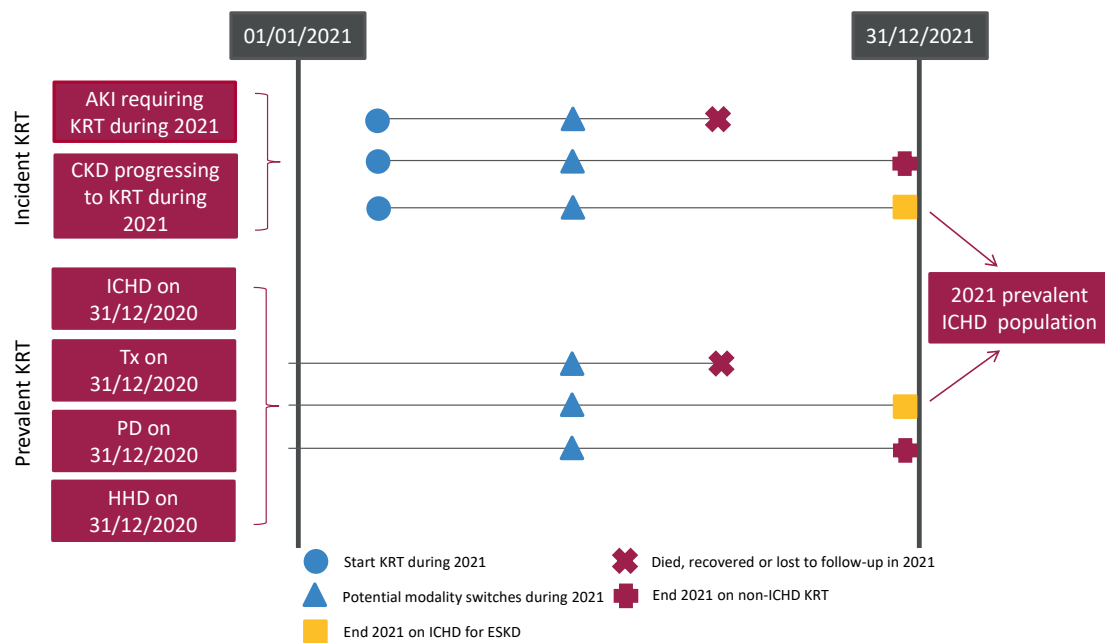 01/01/2021
31/12/2021
Incident KRT
AKI requiring
KRT during 2021
CKD progressing
to KRT during
2021
Prevalent KRT
ICHD on
31/12/2020
Tx on
31/12/2020
PD on
31/12/2020
HHD on
31/12/2020
2021 prevalent
ICHD population
Start KRT during 2021
Died, recovered or lost to follow-up in 2021
Potential modality switches during 2021
End 2021 on non-ICHD KRT
End 2021 on ICHD for ESKD